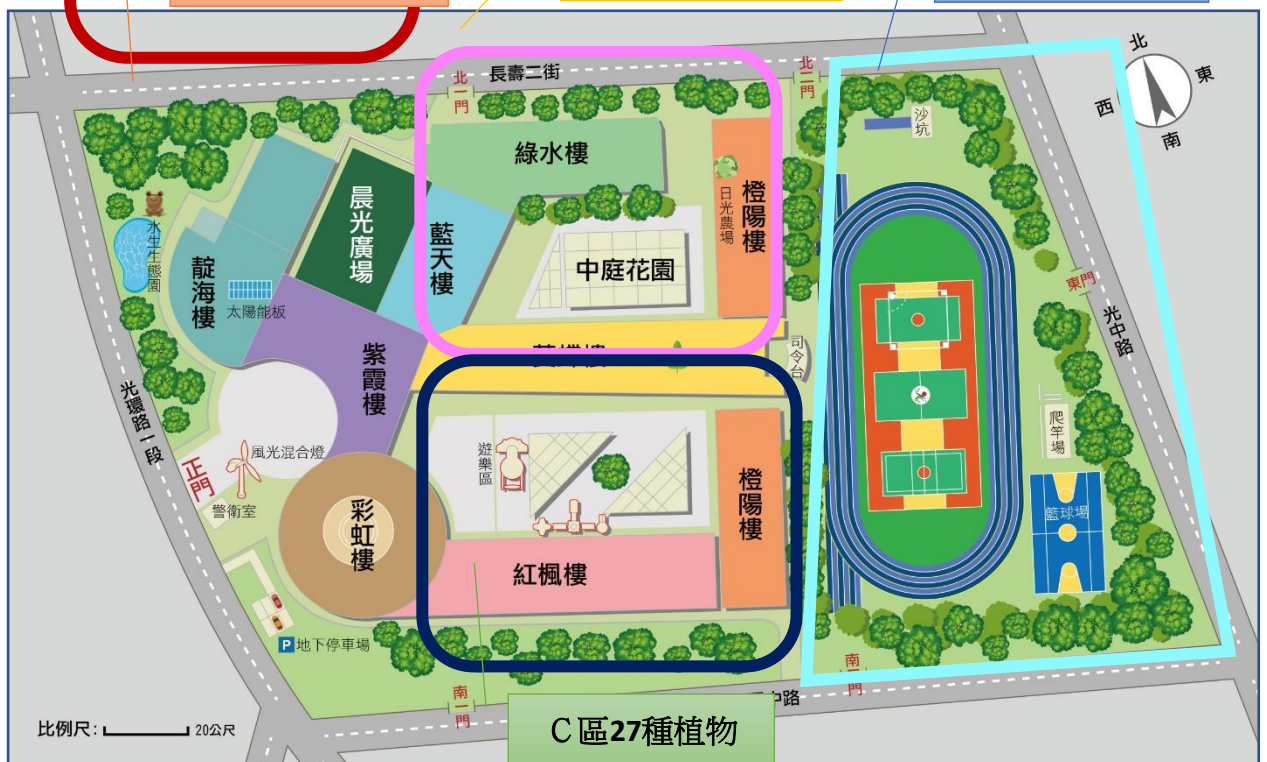 北
東
西
南
長壽二街
北一門
北二門
綠水樓
沙坑
橙陽樓
日光農場
晨光廣場
藍天樓
中庭花園
水生生態園
靛海樓
太陽能板
東門
光中路
司令台
紫霞樓
光環路一段
爬竿場
遊樂區
風光混合燈
正門
橙陽樓
籃球場
警衛室
彩虹樓
紅楓樓
P地下停車場
南一門
中路
比例尺: 20公尺
C區27種植物